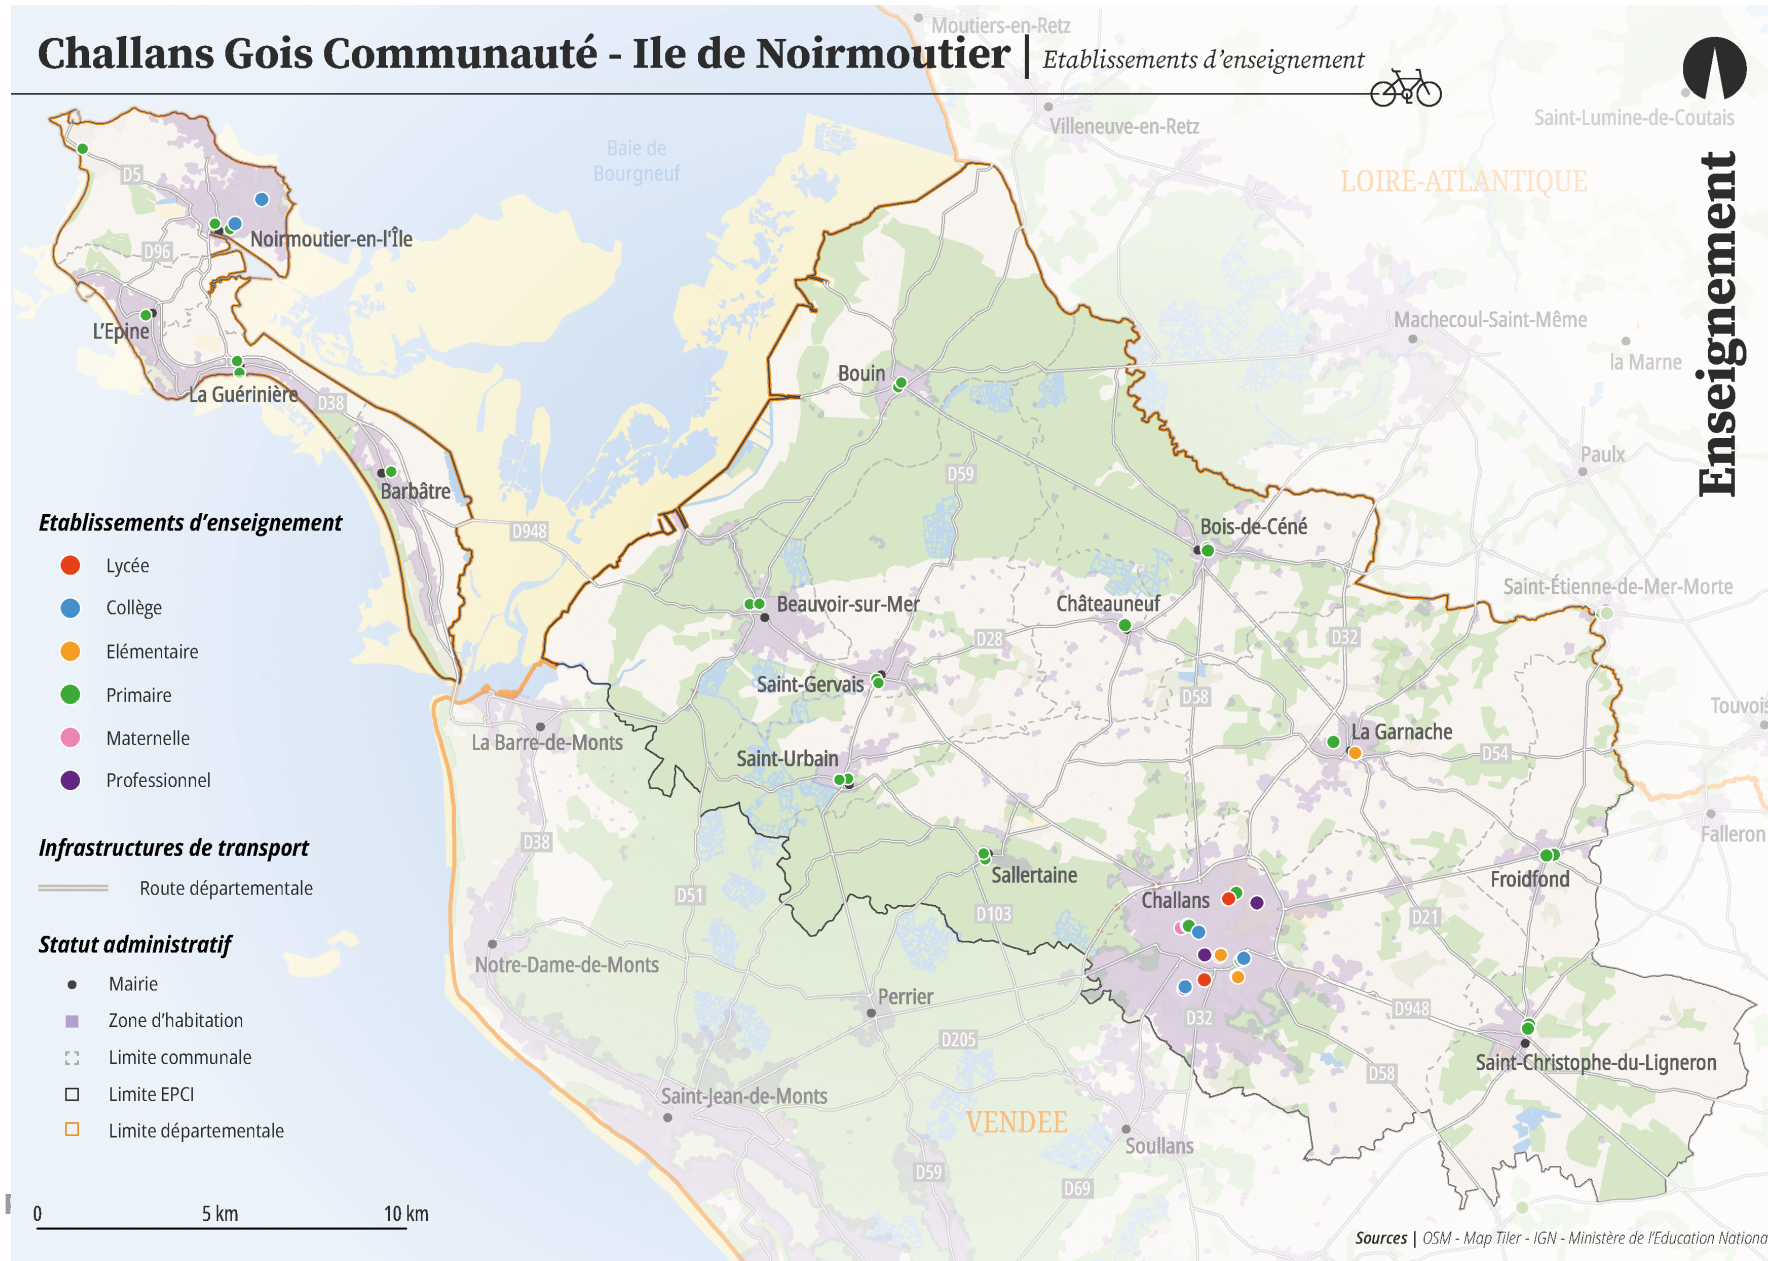 Challans Gois Communauté - Ile de Noirmoutier | Etablissements d'enseignement
Enseignement
Moutiers-en-Retz
Villeneuve-en-Retz
Saint-Lumine-de-Coutais
LOIRE-ATLANTIQUE
Baie de
Bourgneuf
D5
Noirmoutier-en-l'Île
D96
L'Epine
La Guérinière
D38
Barbâtre
D948
Bouin
Machecoul-Saint-Même
la Marne
Paulx
D59
Bois-de-Céné
Saint-Étienne-de-Mer-Morte
Beauvoir-sur-Mer
Châteauneuf
D28
D32
Saint-Gervais
D58
Touvois
La Barre-de-Monts
Saint-Urbain
La Garnache
D54
Falleron
D38
Sallertaine
Froidfond
D51
D103
Challans
D21
Notre-Dame-de-Monts
Perrier
D32
D948
D205
D58
Saint-Christophe-du-Ligneron
Saint-Jean-de-Monts
VENDEE
Soullans
D59
D69
Etablissements d'enseignement
Lycée
Collège
Elémentaire
Primaire
Maternelle
Professionnel
Infrastructures de transport
Route départementale
Statut administratif
Mairie
Zone d'habitation
Limite communale
Limite EPCI
Limite départementale
0 5 km 10 km
Sources | OSM - Map Tiler - IGN - Ministère de l'Education Nationa